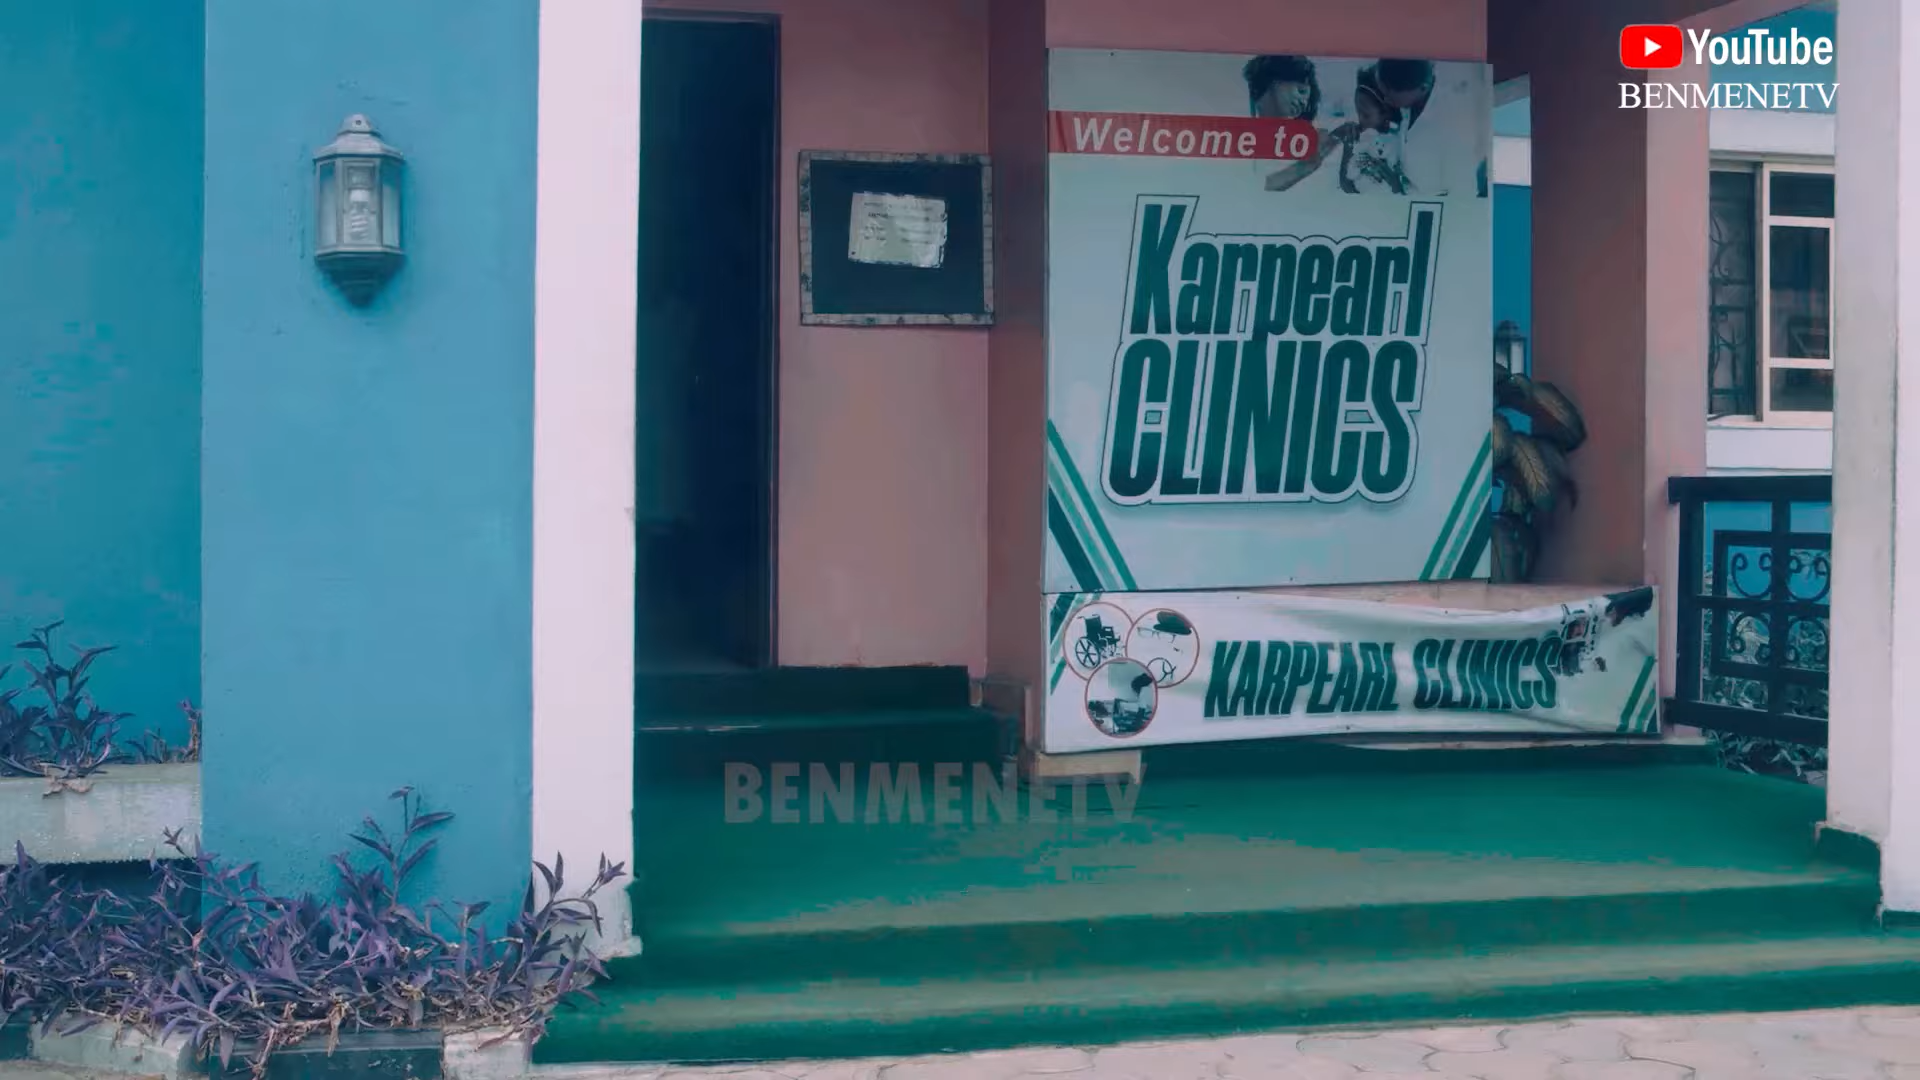 YouTube
BENMENETV
Welcome to
Karpearl
CLINICS
KARPEARL CLINICS
BENMENETV